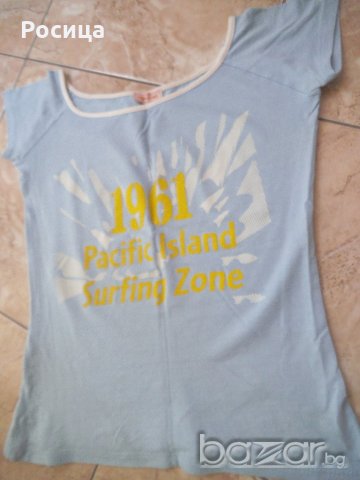 Росица
1961
Pacific Island
Surfing Zone
bazar.bg